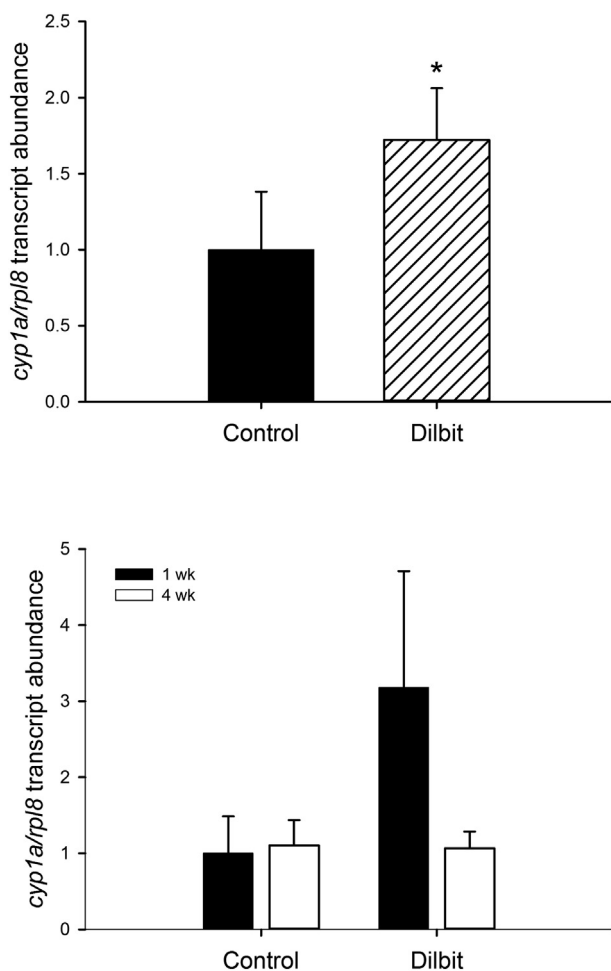 2.5
2.0
1.5
1.0
0.5
0.0
cyp1a/rpl8 transcript abundance
*
Control Dilbit
5
4
3
2
1
0
cyp1a/rpl8 transcript abundance
1 wk
4 wk
Control Dilbit